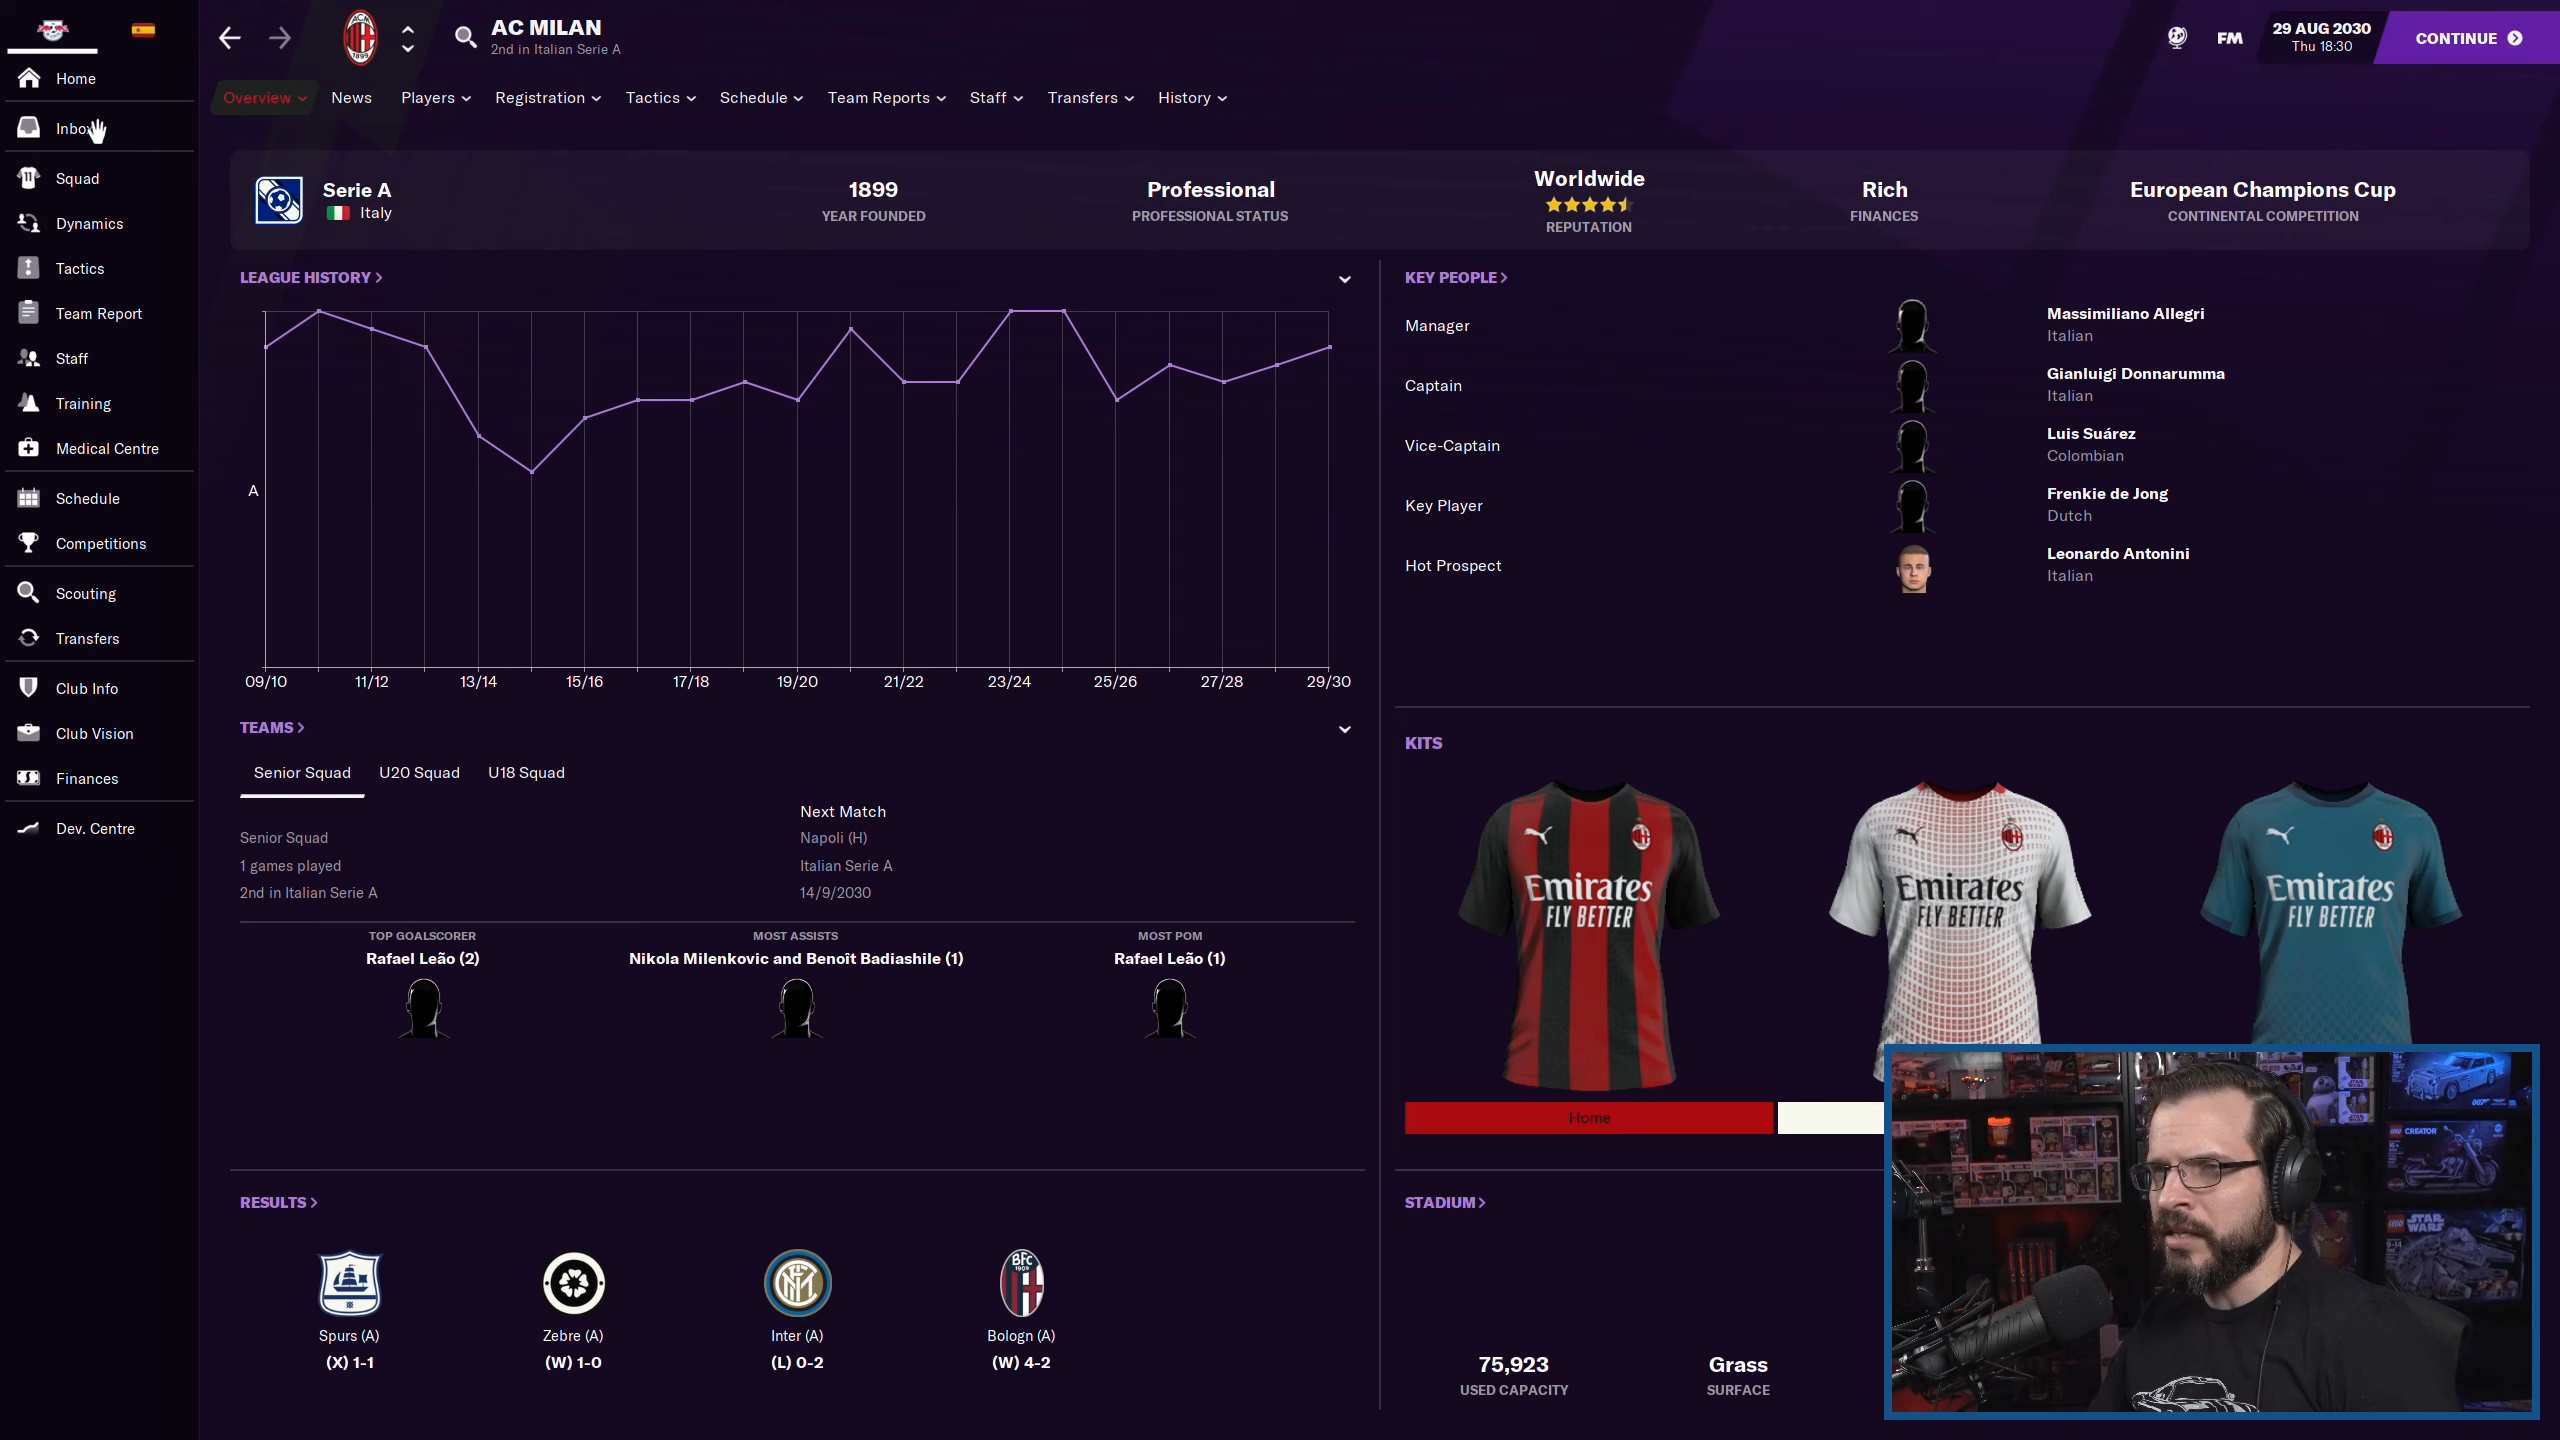 Home
Inbox
Squad
Dynamics
Tactics
Team Report
Staff
Training
Medical Centre
Schedule
Competitions
Scouting
Transfers
Club Info
Club Vision
Finances
Dev. Centre
AC MILAN
2nd in Italian Serie A
FM
29 AUG 2030
Thu 18:30
CONTINUE
Overview
News
Players
Registration
Tactics
Schedule
Team Reports
Staff
Transfers
History
Serie A
Italy
1899
YEAR FOUNDED
Professional
PROFESSIONAL STATUS
Worldwide
REPUTATION
Rich
FINANCES
European Champions Cup
CONTINENTAL COMPETITION
LEAGUE HISTORY
A
09/10 11/12 13/14 15/16 17/18 19/20 21/22 23/24 25/26 27/28 29/30
KEY PEOPLE
Manager
Massimiliano Allegri
Italian
Captain
Gianluigi Donnarumma
Italian
Vice-Captain
Luis Suárez
Colombian
Key Player
Frenkie de Jong
Dutch
Hot Prospect
Leonardo Antonini
Italian
TEAMS
Senior Squad
U20 Squad
U18 Squad
Senior Squad
1 games played
2nd in Italian Serie A
Next Match
Napoli (H)
Italian Serie A
14/9/2030
TOP GOALSCORER
Rafael Leão (2)
MOST ASSISTS
Nikola Milenkovic and Benoît Badiashile (1)
MOST POM
Rafael Leão (1)
KITS
Emirates
FLY BETTER
Emirates
FLY BETTER
Emirates
FLY BETTER
Home
RESULTS
BFC
1909
Spurs (A)
(X) 1-1
Zebre (A)
(W) 1-0
Inter (A)
(L) 0-2
Bologn (A)
(W) 4-2
STADIUM
75,923
USED CAPACITY
Grass
SURFACE
007
CREATOR
STAR
WARS